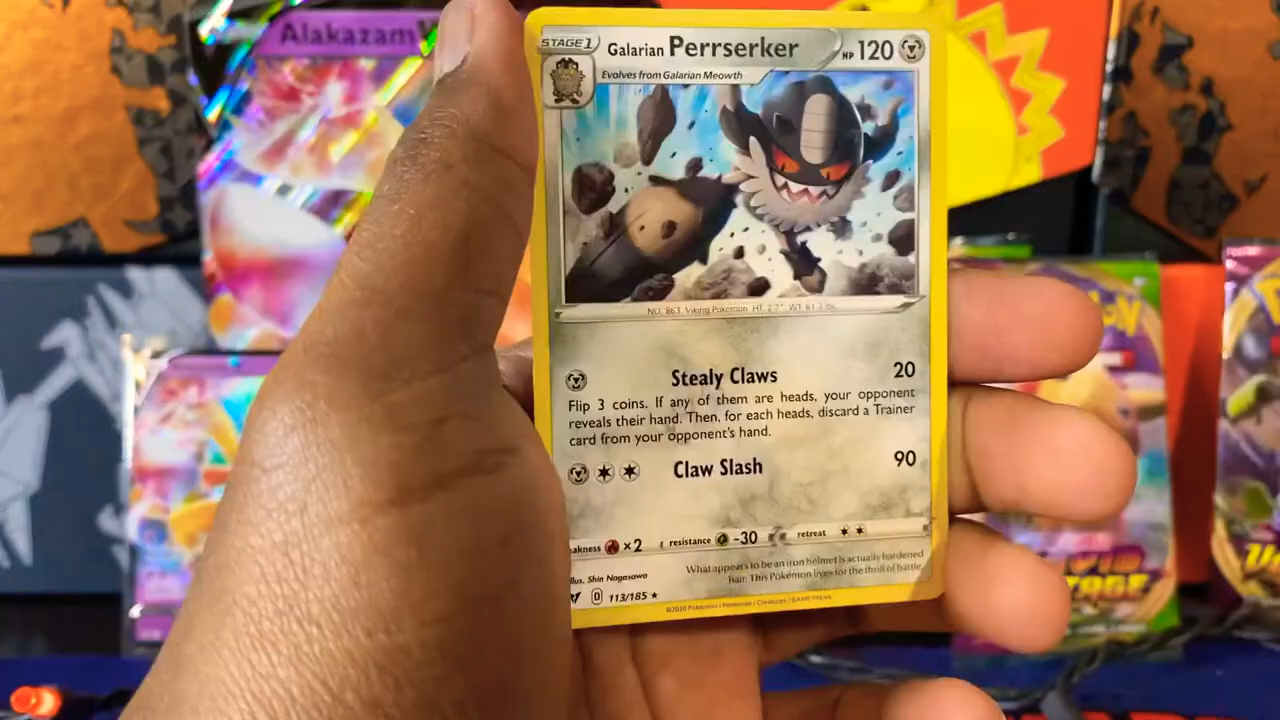 Alakazam V
STAGE 1
Galarian Perrserker
HP 120
Evolves from Galarian Meowth
NO. 863 Viking Pokémon HT: 2'7" WT: 61.7 lbs.
Stealy Claws 20
Flip 3 coins. If any of them are heads, your opponent
reveals their hand. Then, for each heads, discard a Trainer
card from your opponent's hand.
Claw Slash 90
akness ×2 resistance -30 retreat
What appears to be an iron helmet is actually hardened
hair. This Pokémon lives for the thrill of battle.
llus. Shin Nagasawa
D 113/185
©2020 Pokémon / Nintendo / Creatures / GAME FREAK